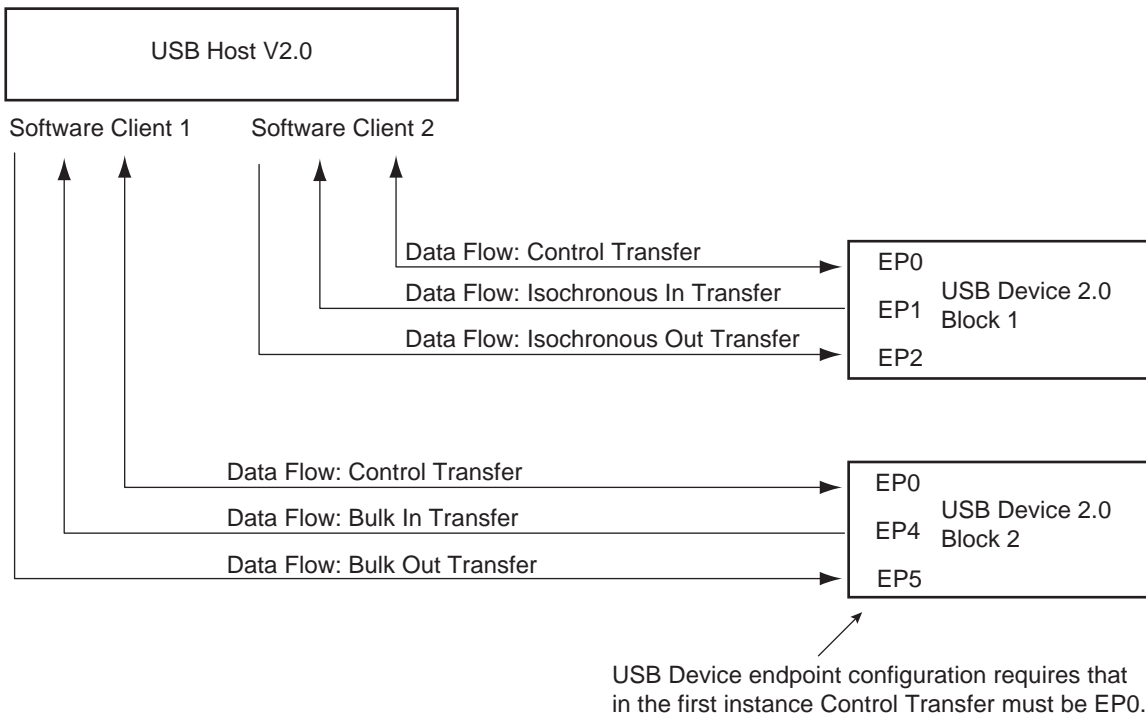 USB Host V2.0
Software Client 1
Software Client 2
Data Flow: Control Transfer
EP0
Data Flow: Isochronous In Transfer
EP1
USB Device 2.0
Block 1
Data Flow: Isochronous Out Transfer
EP2
Data Flow: Control Transfer
EP0
Data Flow: Bulk In Transfer
EP4
USB Device 2.0
Block 2
Data Flow: Bulk Out Transfer
EP5
USB Device endpoint configuration requires that
in the first instance Control Transfer must be EP0.